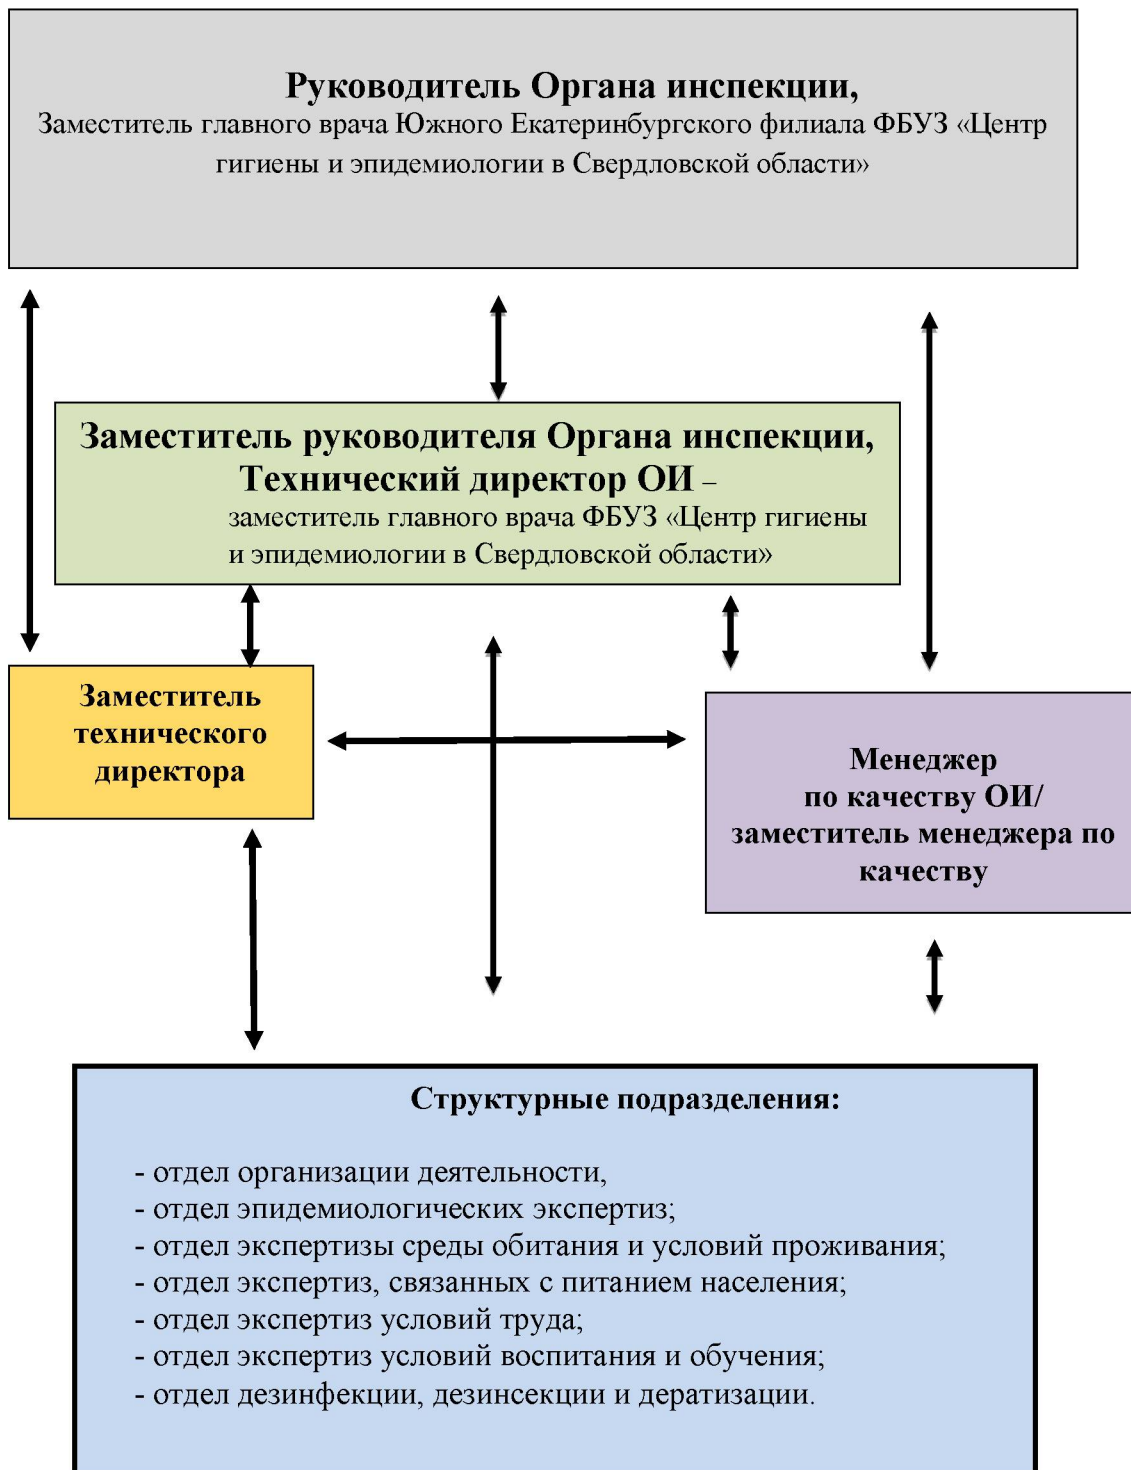 Руководитель Органа инспекции,
Заместитель главного врача Южного Екатеринбургского филиала ФБУЗ «Центр
гигиены и эпидемиологии в Свердловской области»
Заместитель руководителя Органа инспекции,
Технический директор ОИ –
заместитель главного врача ФБУЗ «Центр гигиены
и эпидемиологии в Свердловской области»
Заместитель
технического
директора
Менеджер
по качеству ОИ/
заместитель менеджера по
качеству
Структурные подразделения:
- отдел организации деятельности,
- отдел эпидемиологических экспертиз;
- отдел экспертизы среды обитания и условий проживания;
- отдел экспертиз, связанных с питанием населения;
- отдел экспертиз условий труда;
- отдел экспертиз условий воспитания и обучения;
- отдел дезинфекции, дезинсекции и дератизации.